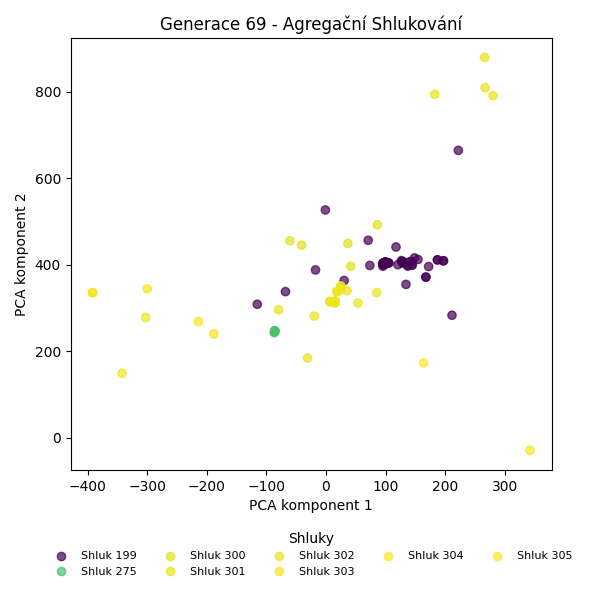 Generace 69 - Agregační Shlukování
PCA komponent 2
800
600
400
200
0
−400 −300 −200 −100 0 100 200 300
PCA komponent 1
Shluky
Shluk 199 Shluk 300 Shluk 302 Shluk 304 Shluk 305
Shluk 275 Shluk 301 Shluk 303